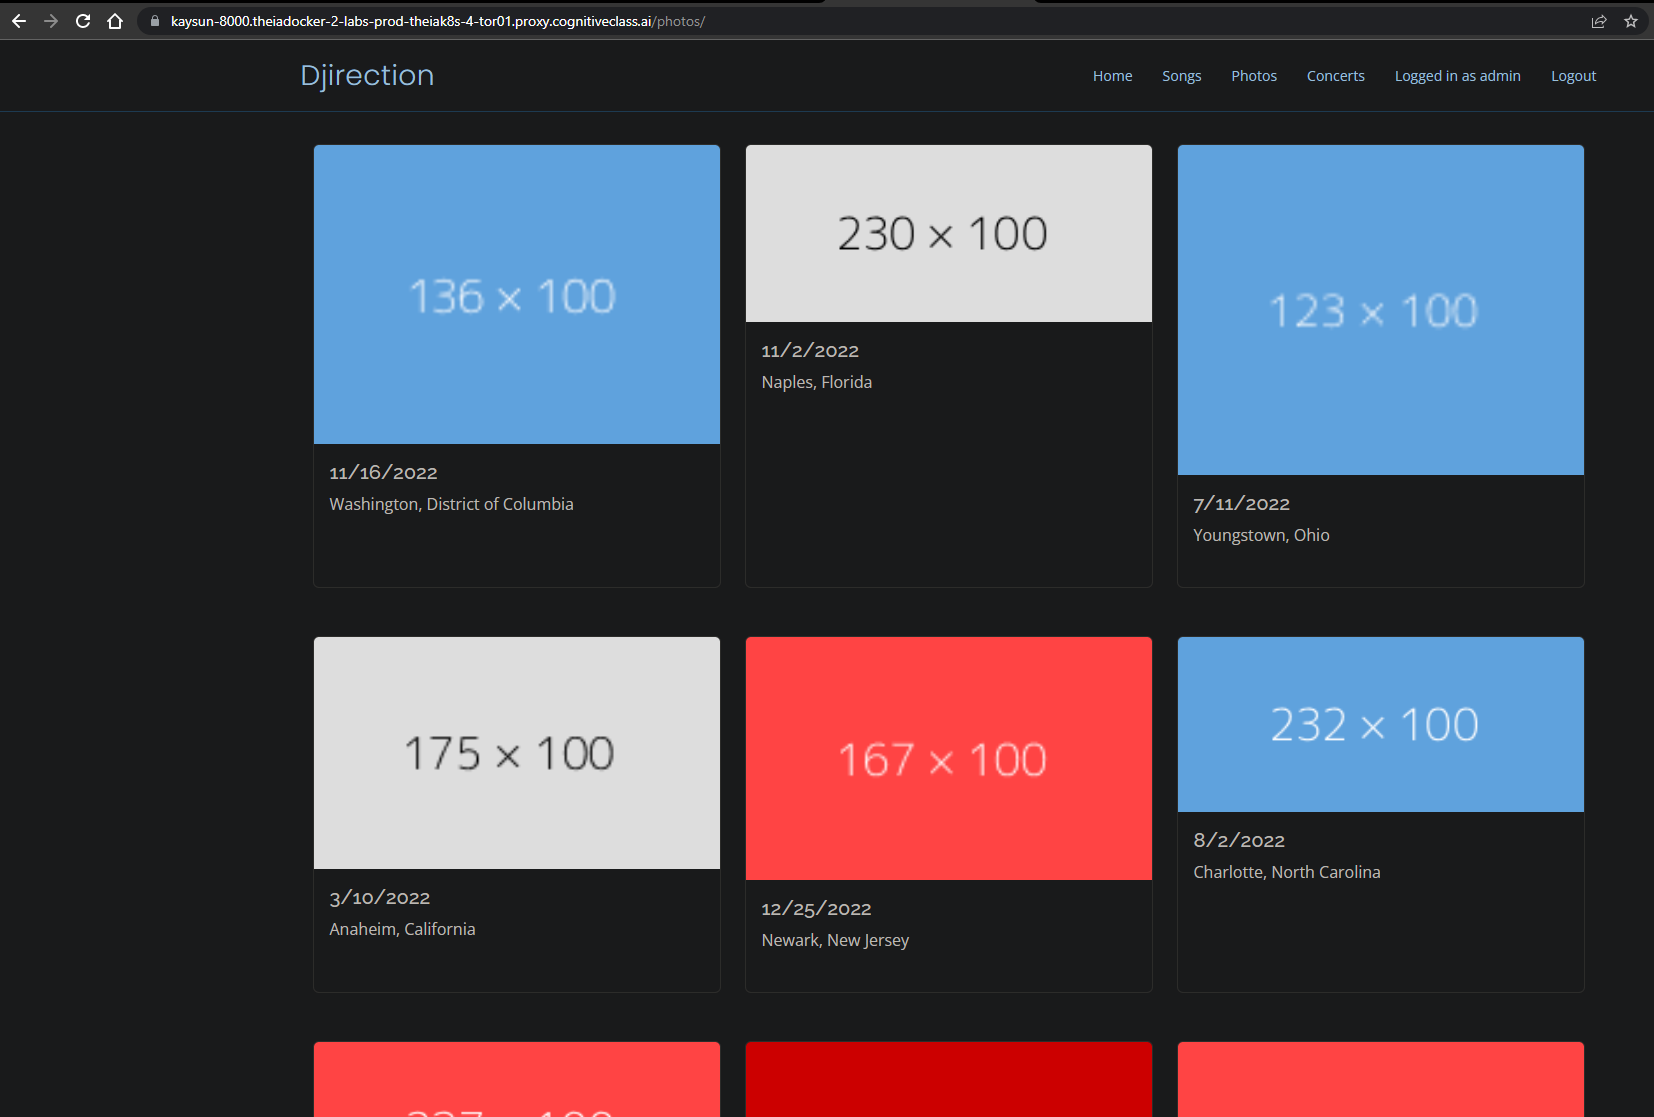 kaysun-8000.theiadocker-2-labs-prod-theiak8s-4-tor01.proxy.cognitiveclass.ai/photos/
Djirection
Home Songs Photos Concerts Logged in as admin Logout
136 × 100
11/16/2022
Washington, District of Columbia
230 × 100
11/2/2022
Naples, Florida
123 × 100
7/11/2022
Youngstown, Ohio
175 × 100
3/10/2022
Anaheim, California
167 × 100
12/25/2022
Newark, New Jersey
232 × 100
8/2/2022
Charlotte, North Carolina